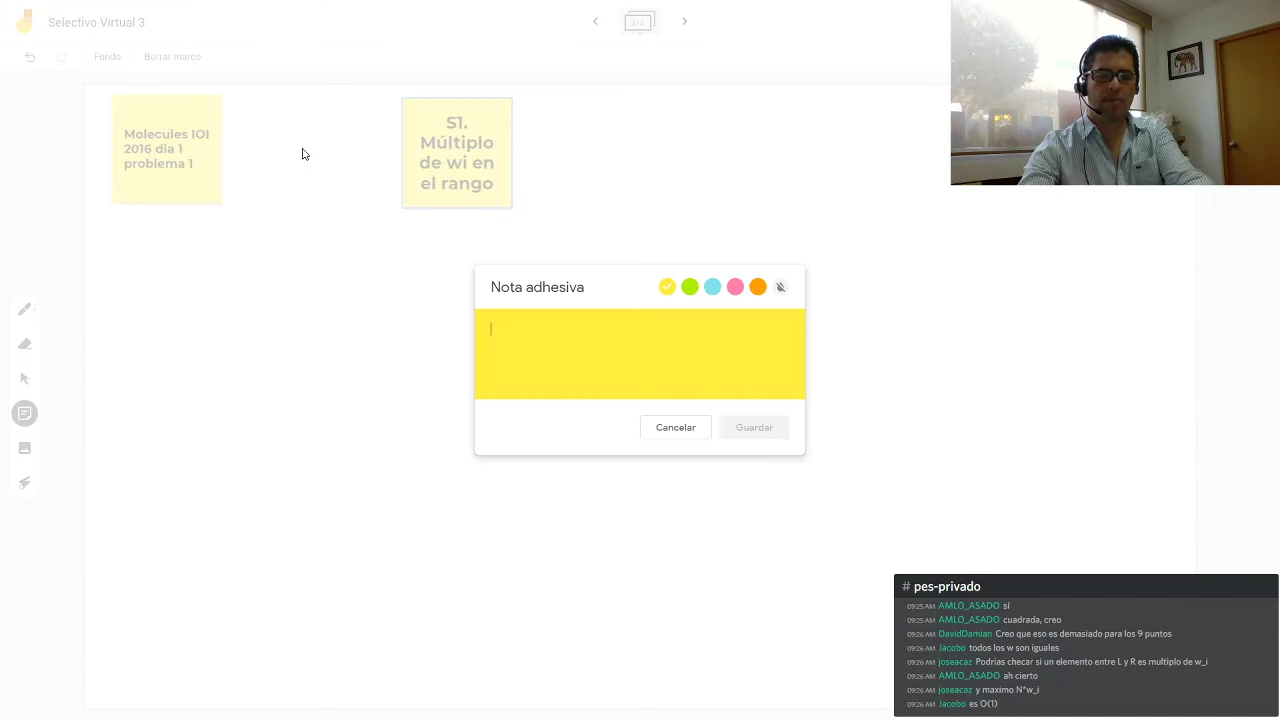 Selectivo Virtual 3
Fondo
Borrar marco
Molecules IOI
2016 dia 1
problema 1
S1.
Múltiplo
de wi en
el rango
Nota adhesiva
Cancelar
Guardar
# pes-privado
09:25 AM AMLO_ASADO sí
09:25 AM AMLO_ASADO cuadrada, creo
09:26 AM DavidDamian Creo que eso es demasiado para los 9 puntos
09:26 AM Jacobo todos los w son iguales
09:26 AM joseacaz Podrias checar si un elemento entre L y R es multiplo de w_i
09:26 AM AMLO_ASADO ah cierto
09:26 AM joseacaz y maximo N*w_i
09:26 AM Jacobo es O(1)